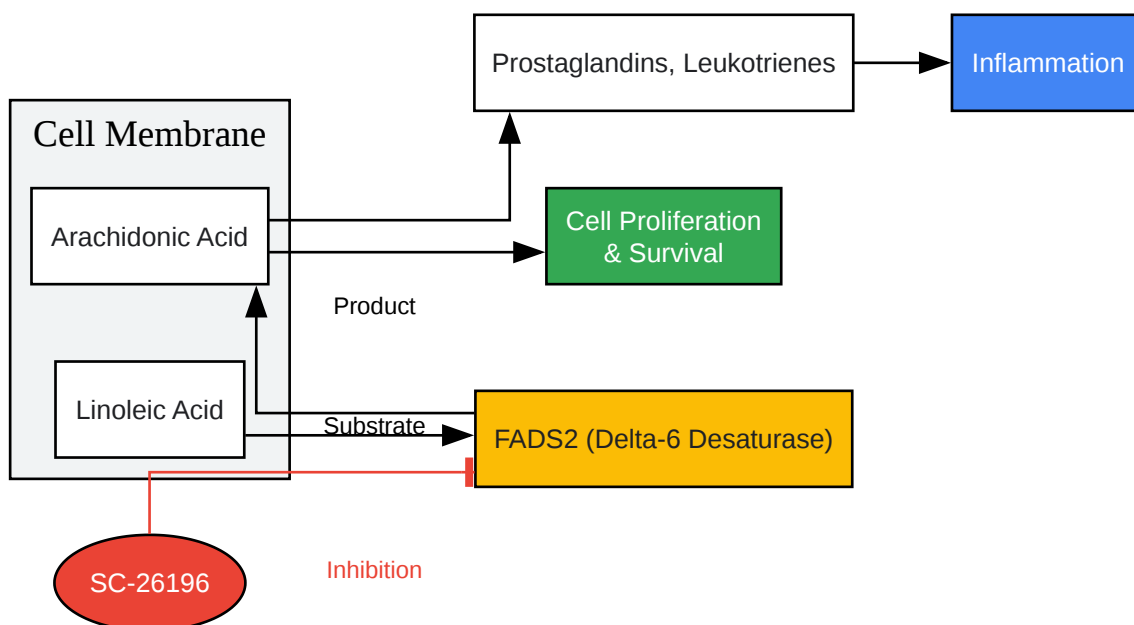 Prostaglandins, Leukotrienes
Inflammation
Cell Membrane
Arachidonic Acid
Cell Proliferation
& Survival
Product
Linoleic Acid
Substrate
FADS2 (Delta-6 Desaturase)
SC-26196
Inhibition